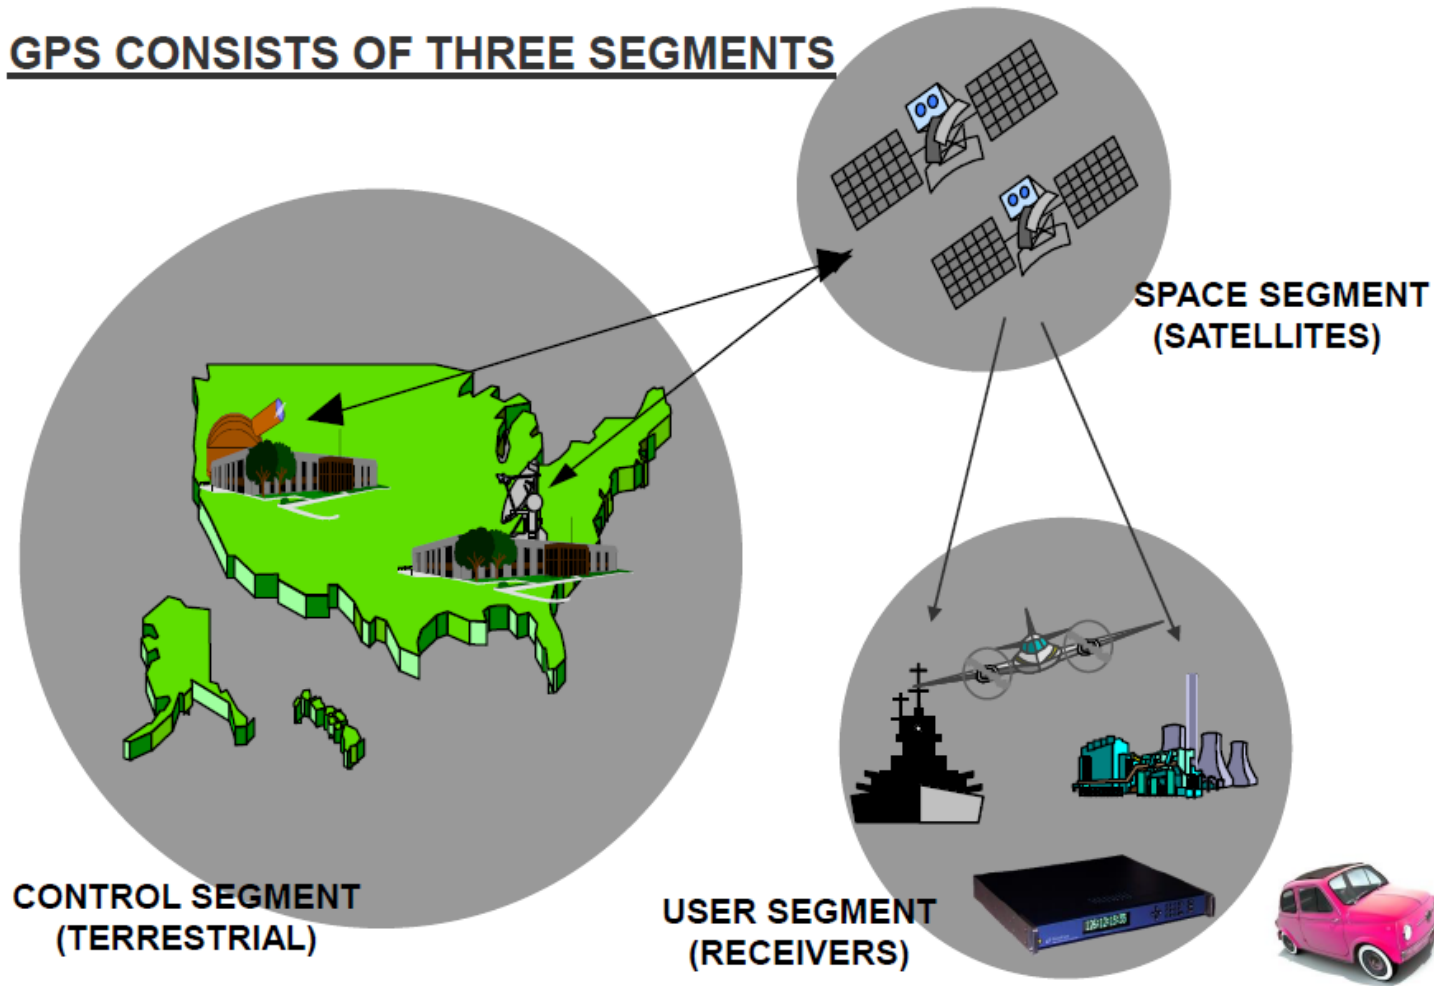 GPS CONSISTS OF THREE SEGMENTS
SPACE SEGMENT
(SATELLITES)
CONTROL SEGMENT
(TERRESTRIAL)
USER SEGMENT
(RECEIVERS)